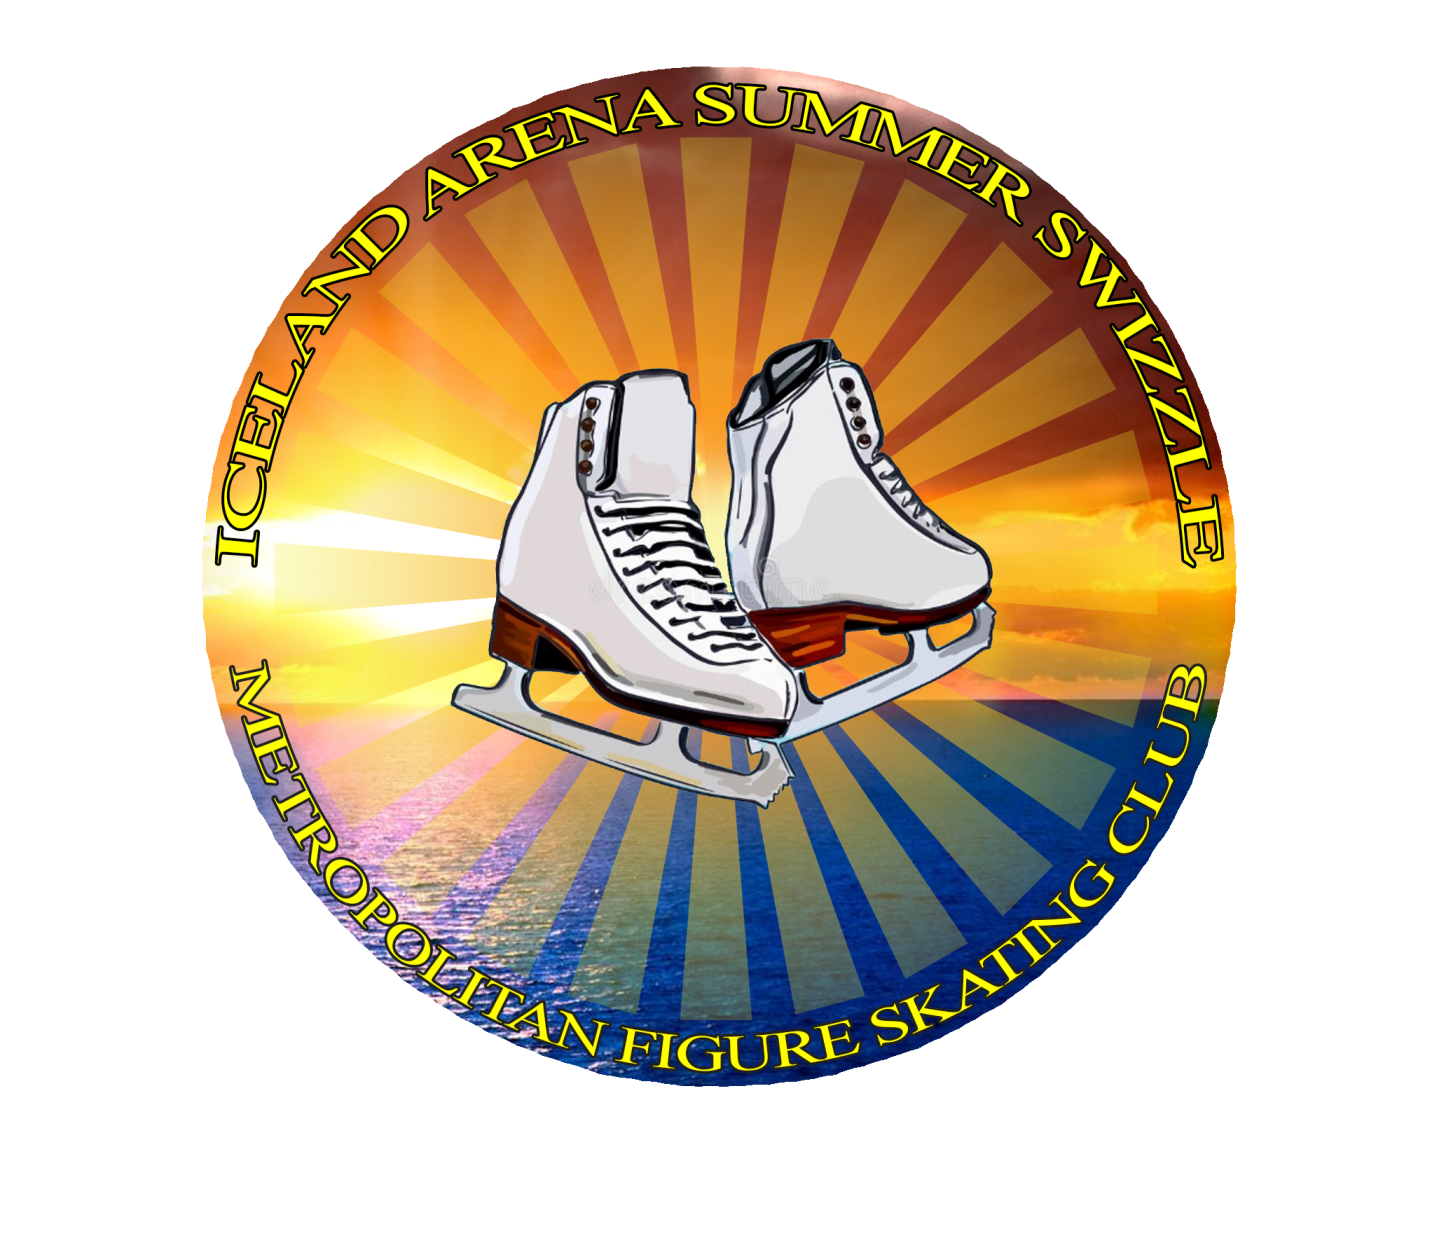 ICELAND ARENA SUMMER SWIZZLE
METROPOLITAN FIGURE SKATING CLUB